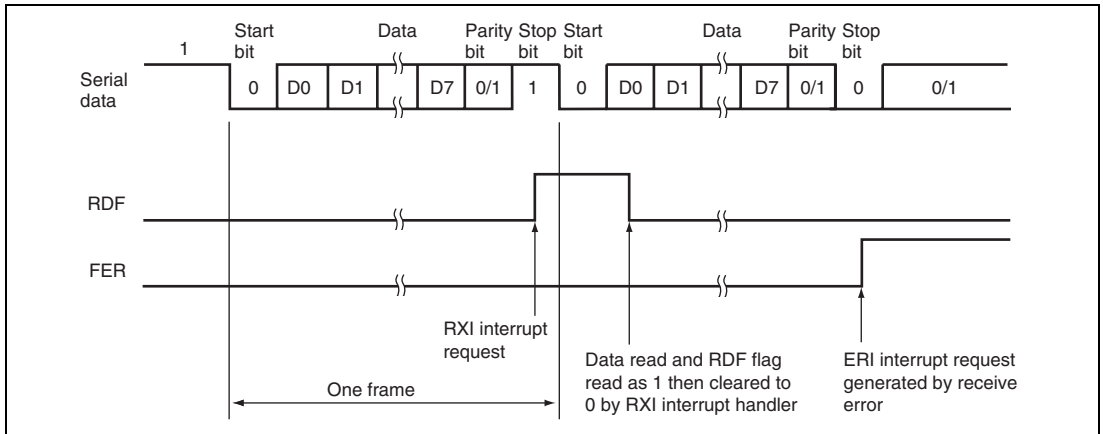 1
Start bit
Data
Parity bit
Stop bit
Start bit
Data
Parity bit
Stop bit
Serial data
0 D0 D1 D7 0/1 1 0 D0 D1 D7 0/1 0 0/1
RDF
FER
RXI interrupt
request
Data read and RDF flag
read as 1 then cleared to
0 by RXI interrupt handler
ERI interrupt request
generated by receive
error
One frame